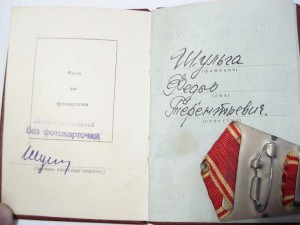 Место
для
фотокарточки
без фотокарточки
Шульга
(фамилия)
Федор
(имя)
Терентьевич.
(отчество)